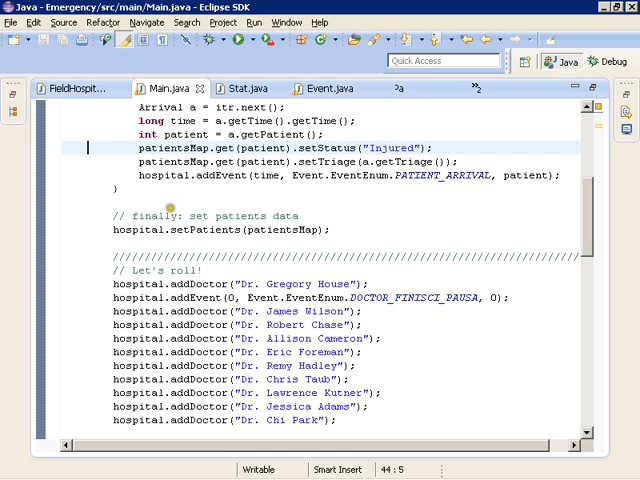 Java - Emergency/src/main/Main.java - Eclipse SDK
File Edit Source Refactor Navigate Search Project Run Window Help
Quick Access
Java
Debug
FieldHospit...
Main.java
Stat.java
Event.java
»2
Arrival a = itr.next();
long time = a.getTime().getTime();
int patient = a.getPatient();
patientsMap.get(patient).setStatus("Injured");
patientsMap.get(patient).setTriage(a.getTriage());
hospital.addEvent(time, Event.EventEnum.PATIENT_ARRIVAL, patient);
}
// finally: set patients data
hospital.setPatients(patientsMap);
//////////////////////////////////////////////////////////////////////////
// Let's roll!
hospital.addDoctor("Dr. Gregory House");
hospital.addEvent(0, Event.EventEnum.DOCTOR_FINISCI_PAUSA, 0);
hospital.addDoctor("Dr. James Wilson");
hospital.addDoctor("Dr. Robert Chase");
hospital.addDoctor("Dr. Allison Cameron");
hospital.addDoctor("Dr. Eric Foreman");
hospital.addDoctor("Dr. Remy Hadley");
hospital.addDoctor("Dr. Chris Taub");
hospital.addDoctor("Dr. Lawrence Kutner");
hospital.addDoctor("Dr. Jessica Adams");
hospital.addDoctor("Dr. Chi Park");
Writable
Smart Insert
44 : 5